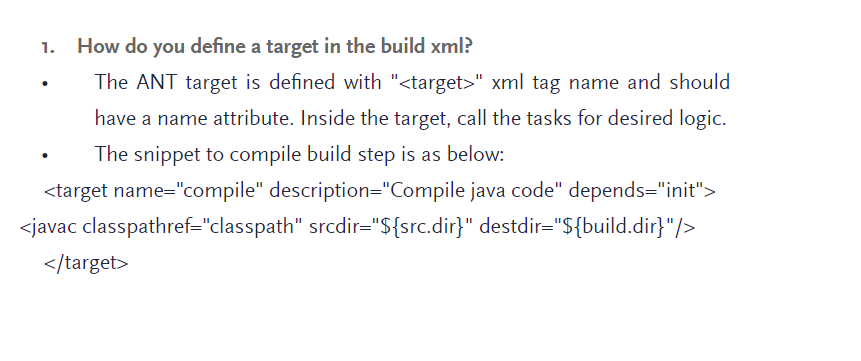 1. How do you define a target in the build xml?
• The ANT target is defined with "<target>" xml tag name and should
have a name attribute. Inside the target, call the tasks for desired logic.
• The snippet to compile build step is as below:
<target name="compile" description="Compile java code" depends="init">
<javac classpathref="classpath" srcdir="${src.dir}" destdir="${build.dir}"/>
</target>